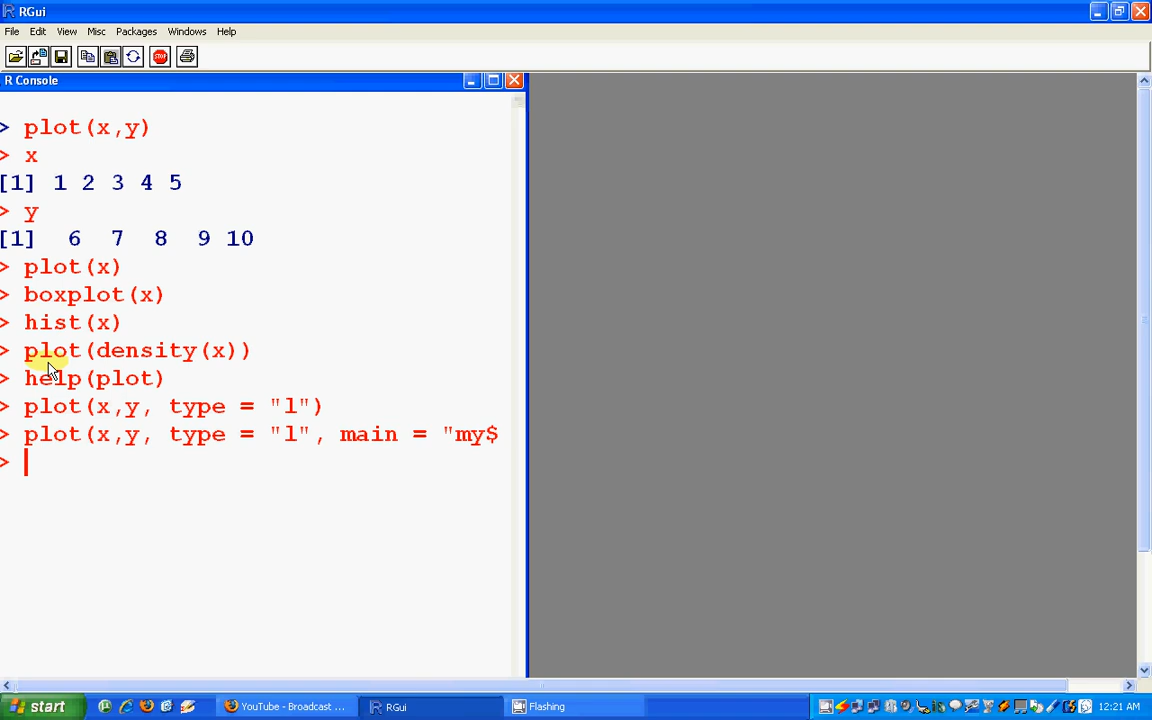 RGui
File Edit View Misc Packages Windows Help
STOP
R Console
> plot(x,y)
> x
[1] 1 2 3 4 5
> y
[1] 6 7 8 9 10
> plot(x)
> boxplot(x)
> hist(x)
> plot(density(x))
> help(plot)
> plot(x,y, type = "l")
> plot(x,y, type = "l", main = "my$
>
start YouTube - Broadcast ... RGui Flashing 12:21 AM